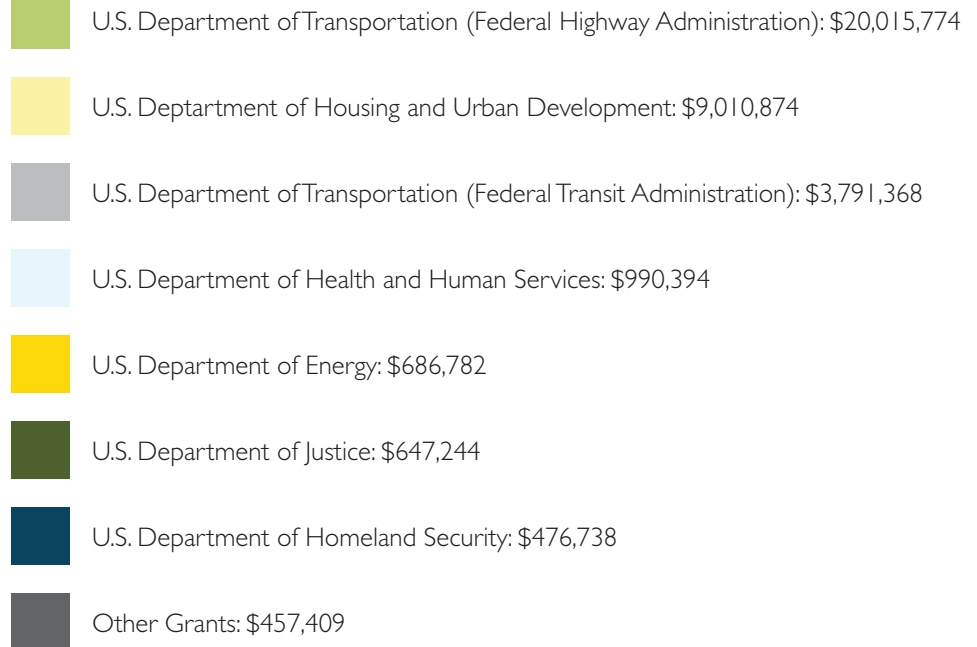 U.S. Department of Transportation (Federal Highway Administration): $20,015,774
U.S. Deptartment of Housing and Urban Development: $9,010,874
U.S. Department of Transportation (Federal Transit Administration): $3,791,368
U.S. Department of Health and Human Services: $990,394
U.S. Department of Energy: $686,782
U.S. Department of Justice: $647,244
U.S. Department of Homeland Security: $476,738
Other Grants: $457,409